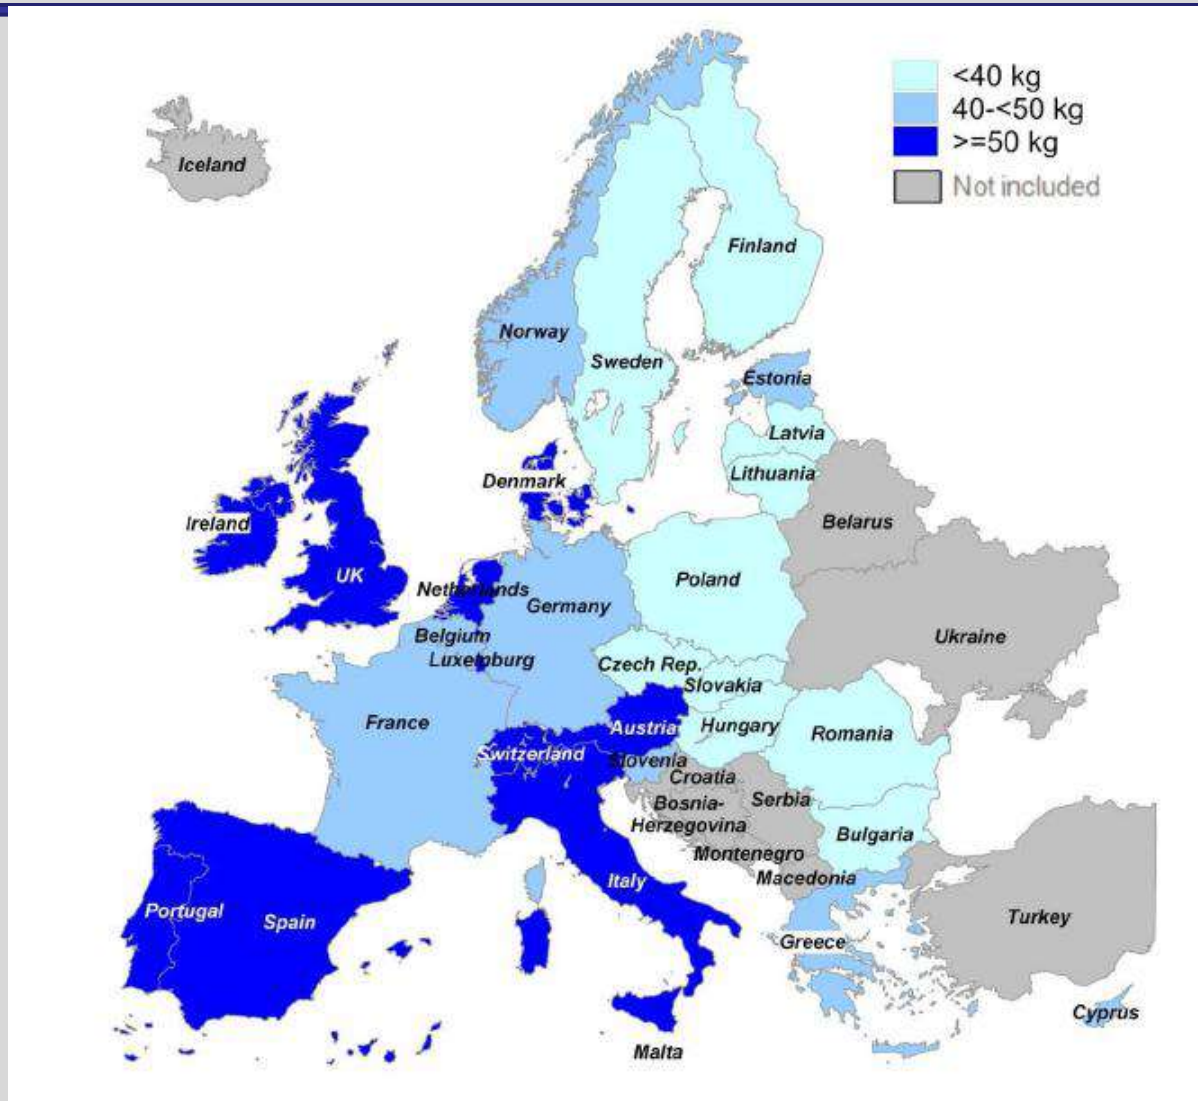 <40 kg
40-<50 kg
>=50 kg
Not included
Iceland
Finland
Norway
Sweden
Estonia
Latvia
Lithuania
Denmark
Ireland
Belarus
UK
Netherlands
Germany
Poland
Belgium
Ukraine
Luxemburg
Czech Rep.
Slovakia
France
Austria
Hungary
Romania
Switzerland
Slovenia
Croatia
Serbia
Bosnia-
Herzegovina
Bulgaria
Montenegro
Macedonia
Italy
Portugal
Spain
Turkey
Greece
Cyprus
Malta